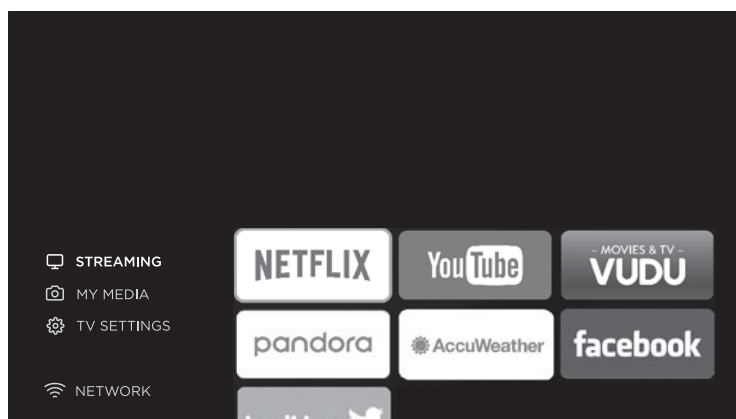 STREAMING
MY MEDIA
TV SETTINGS
NETWORK
NETFLIX
YouTube
- MOVIES & TV -
VUDU
pandora
AccuWeather
facebook